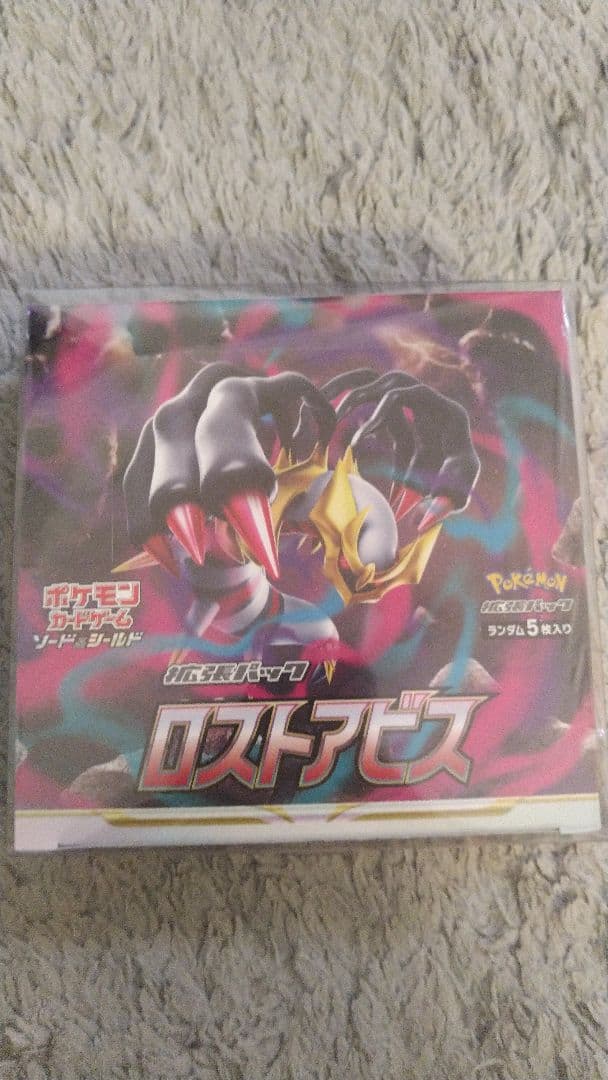 ポケモン
カードゲーム
ソード&シールド
POKÉMON
拡張パック
ランダム5枚入り
拡張パック
ロストアビス